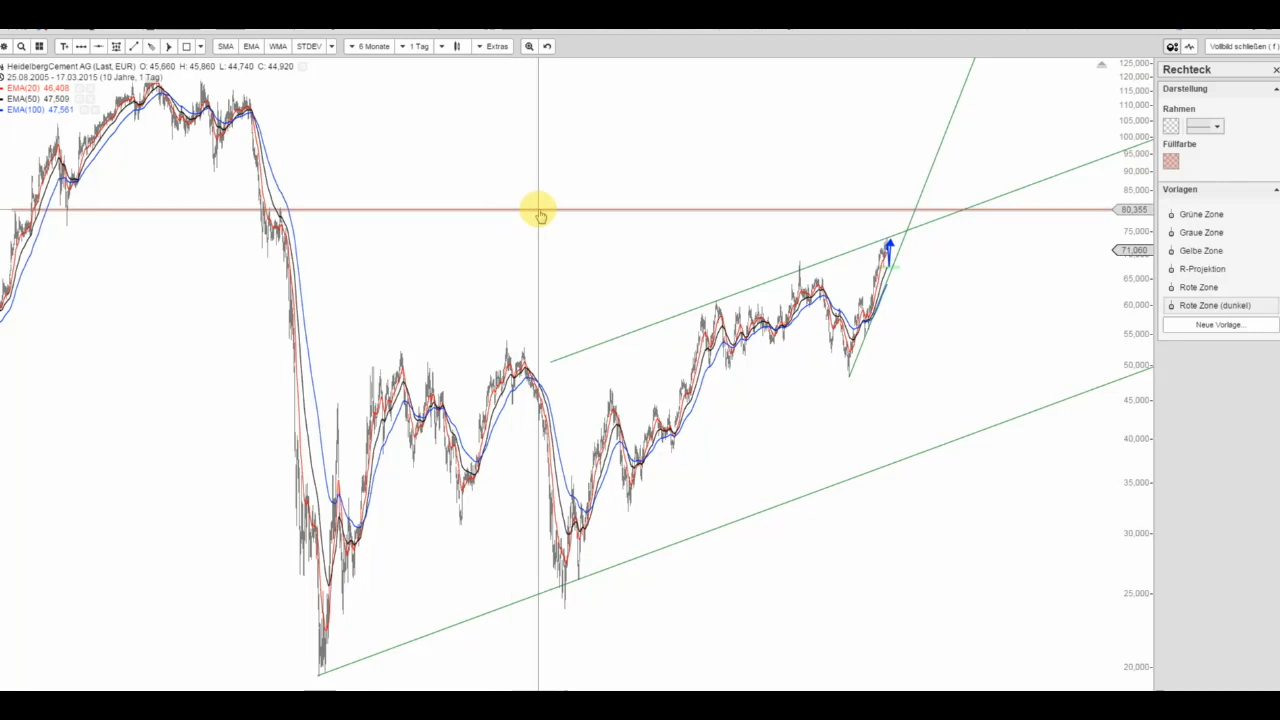 T
SMA EMA WMA STDEV 6 Monate 1 Tag Extras Vollbild schließen ( f )
HeidelbergCement AG (Last, EUR) O: 45,660 H: 45,860 L: 44,740 C: 44,920
25.08.2005 - 17.03.2015 (10 Jahre, 1 Tag)
EMA(20) 46,408
EMA(50) 47,509
EMA(100) 47,561
125,000
120,000
115,000
110,000
105,000
100,000
95,000
90,000
85,000
80,355
75,000
71,060
65,000
60,000
55,000
50,000
45,000
40,000
35,000
30,000
25,000
20,000
Rechteck
Darstellung
Rahmen
Füllfarbe
Vorlagen
Grüne Zone
Graue Zone
Gelbe Zone
R-Projektion
Rote Zone
Rote Zone (dunkel)
Neue Vorlage...